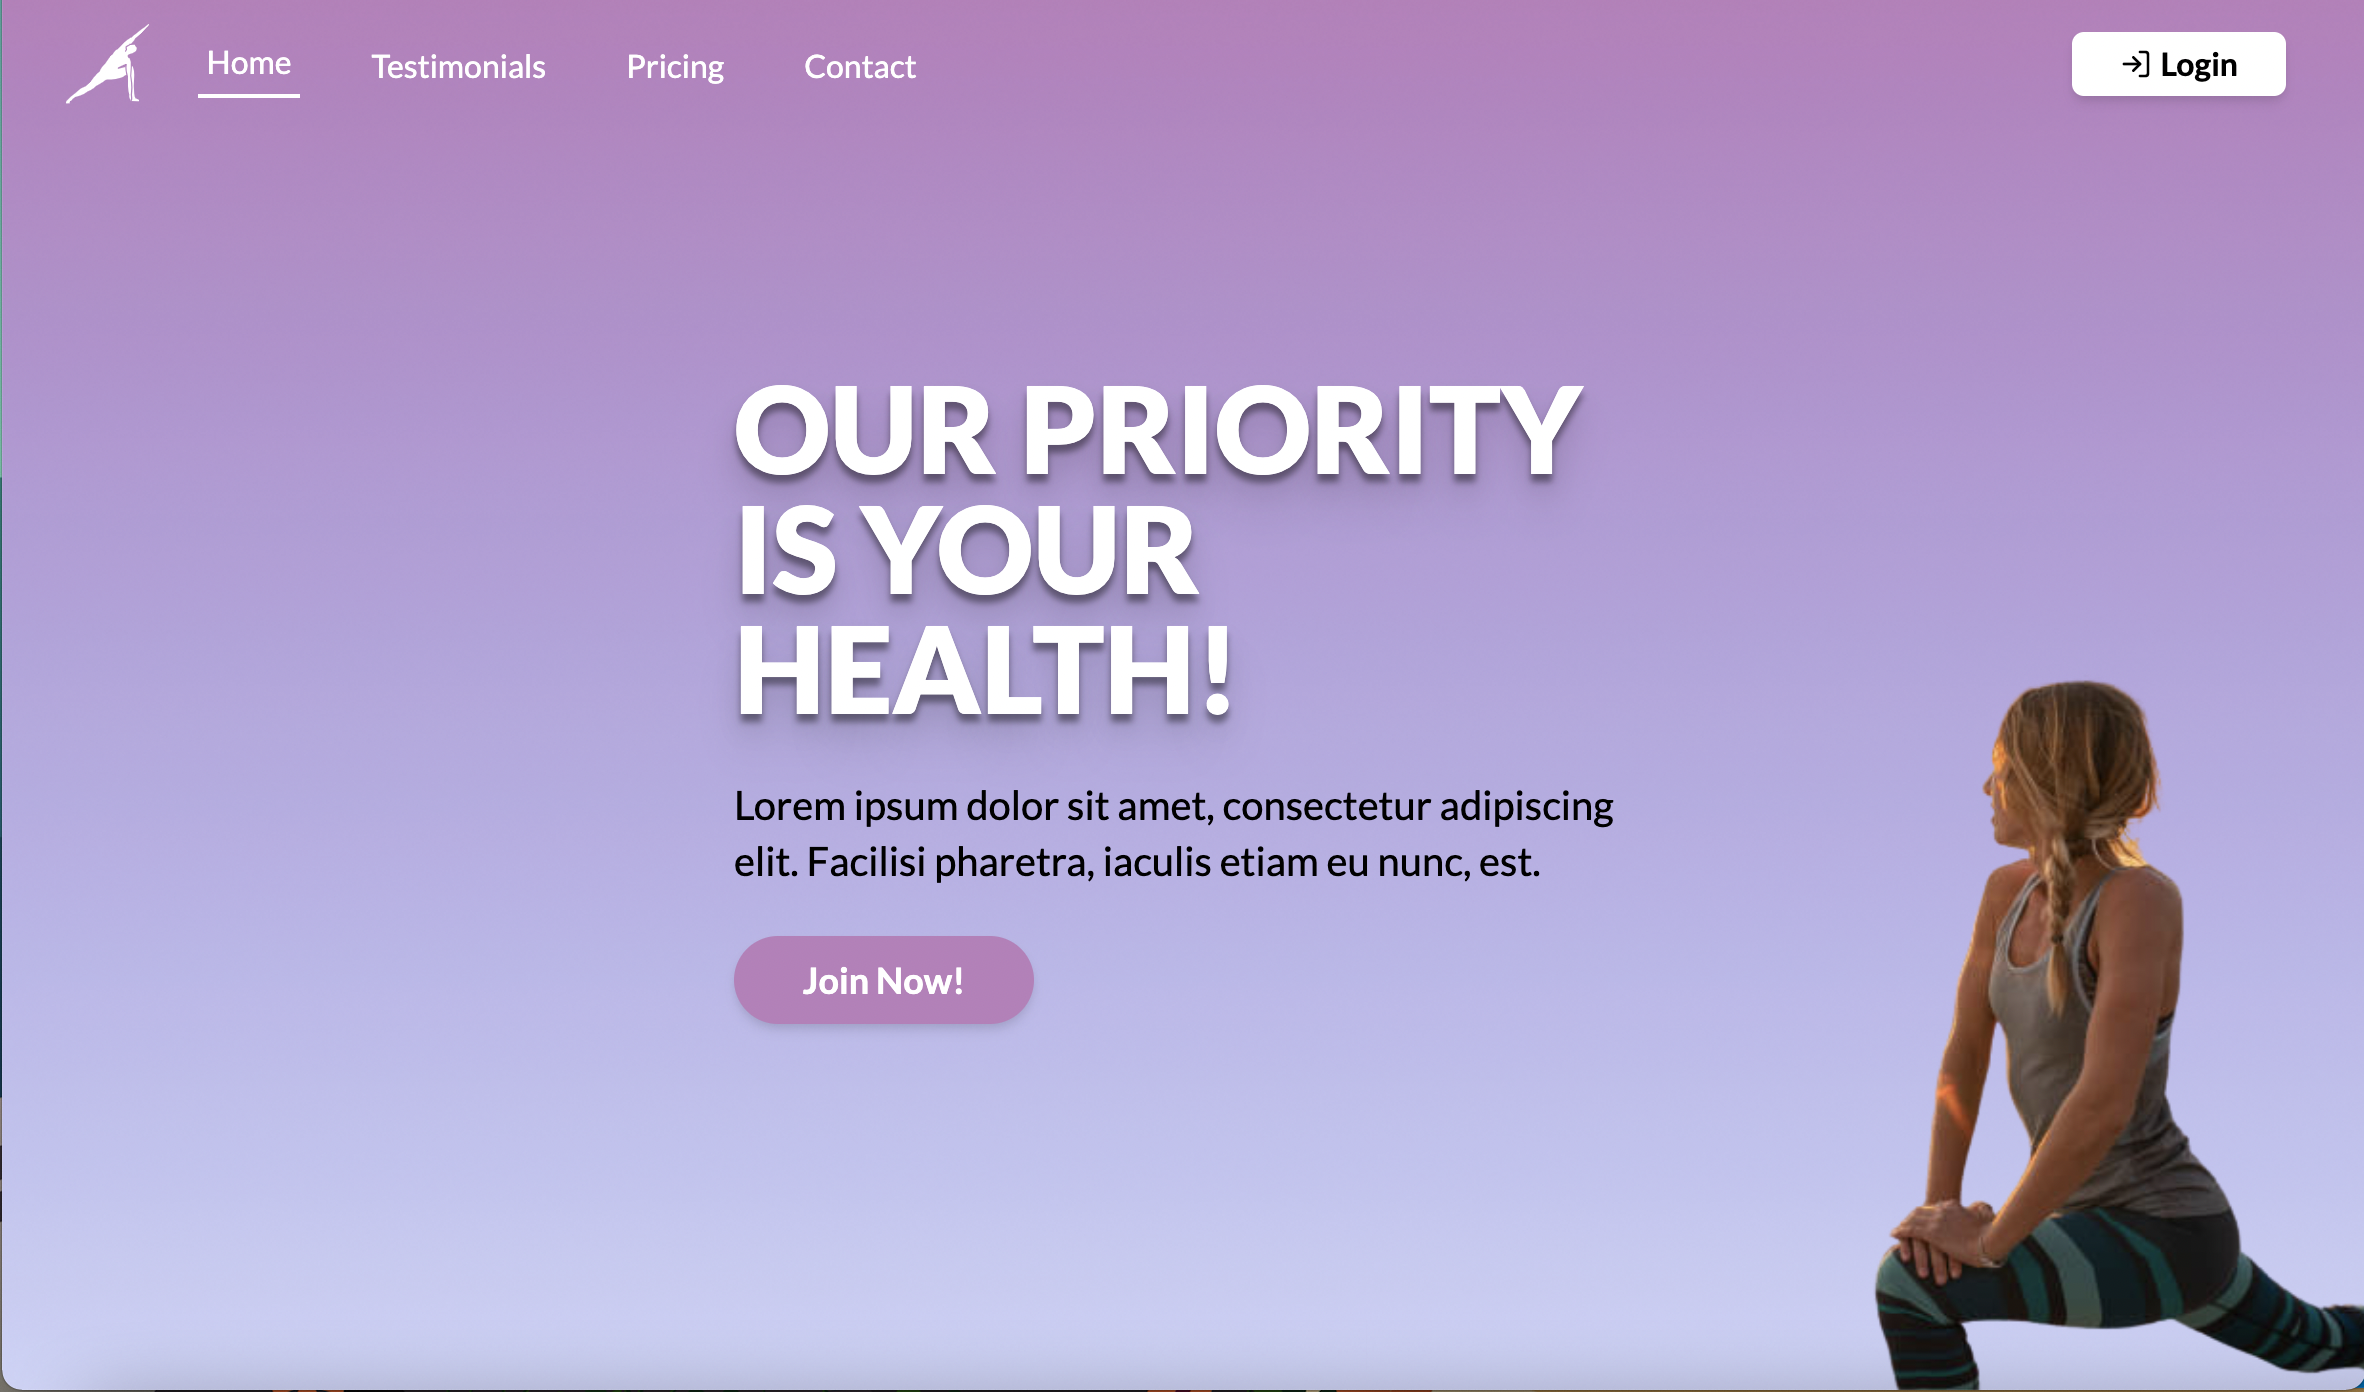 Home
Testimonials
Pricing
Contact
Login
OUR PRIORITY
IS YOUR
HEALTH!
Lorem ipsum dolor sit amet, consectetur adipiscing
elit. Facilisi pharetra, iaculis etiam eu nunc, est.
Join Now!